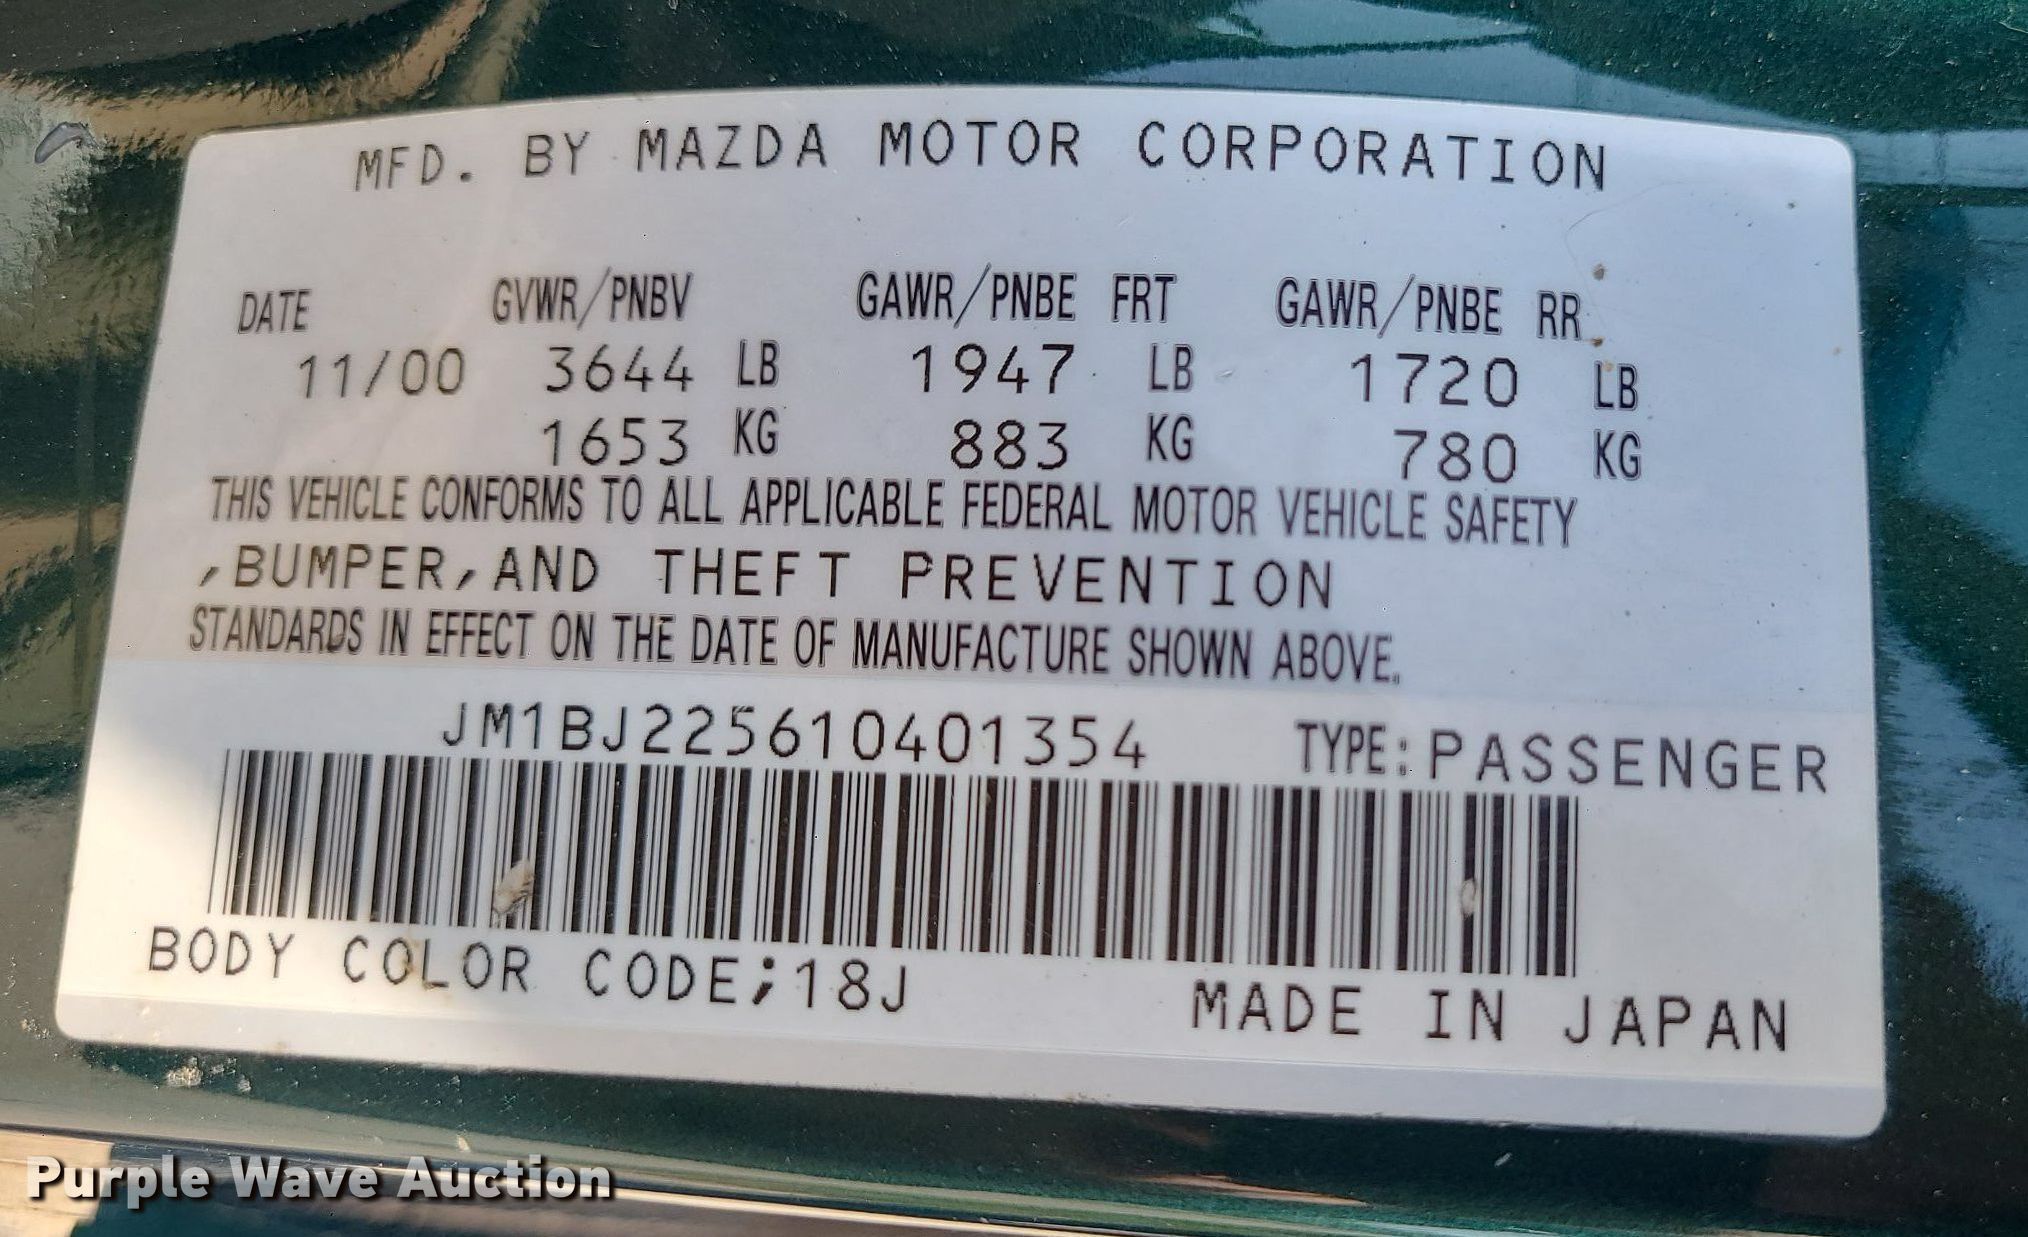 MFD. BY MAZDA MOTOR CORPORATION
DATE GVWR/PNBV GAWR/PNBE FRT GAWR/PNBE RR
11/00 3644 LB 1947 LB 1720 LB
1653 KG 883 KG 780 KG
THIS VEHICLE CONFORMS TO ALL APPLICABLE FEDERAL MOTOR VEHICLE SAFETY
,BUMPER,AND THEFT PREVENTION
STANDARDS IN EFFECT ON THE DATE OF MANUFACTURE SHOWN ABOVE.
JM1BJ225610401354 TYPE:PASSENGER
BODY COLOR CODE;18J MADE IN JAPAN
Purple Wave Auction